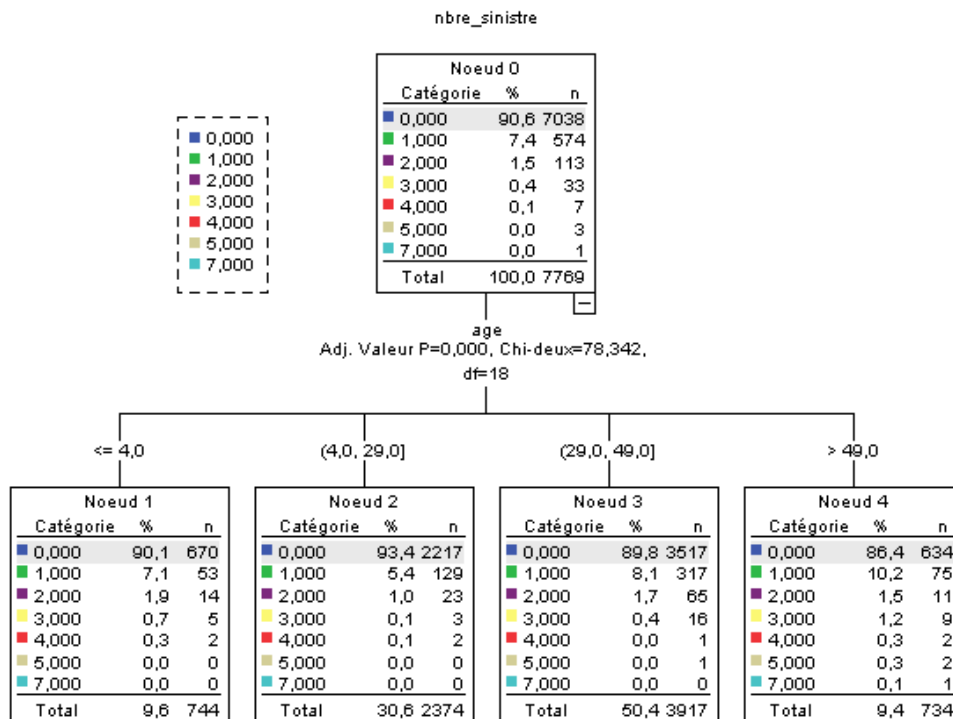 nbre_sinistre
Noeud 0
Catégorie % n
0,000 90,6 7038
1,000 7,4 574
2,000 1,5 113
3,000 0,4 33
4,000 0,1 7
5,000 0,0 3
7,000 0,0 1
Total 100,0 7769
0,000
1,000
2,000
3,000
4,000
5,000
7,000
age
Adj. Valeur P=0,000, Chi-deux=78,342,
df=18
<= 4,0
(4,0, 29,0]
(29,0, 49,0]
> 49,0
Noeud 1
Catégorie % n
0,000 90,1 670
1,000 7,1 53
2,000 1,9 14
3,000 0,7 5
4,000 0,3 2
5,000 0,0 0
7,000 0,0 0
Total 9,6 744
Noeud 2
Catégorie % n
0,000 93,4 2217
1,000 5,4 129
2,000 1,0 23
3,000 0,1 3
4,000 0,1 2
5,000 0,0 0
7,000 0,0 0
Total 30,6 2374
Noeud 3
Catégorie % n
0,000 89,8 3517
1,000 8,1 317
2,000 1,7 65
3,000 0,4 16
4,000 0,0 1
5,000 0,0 1
7,000 0,0 0
Total 50,4 3917
Noeud 4
Catégorie % n
0,000 86,4 634
1,000 10,2 75
2,000 1,5 11
3,000 1,2 9
4,000 0,3 2
5,000 0,3 2
7,000 0,1 1
Total 9,4 734